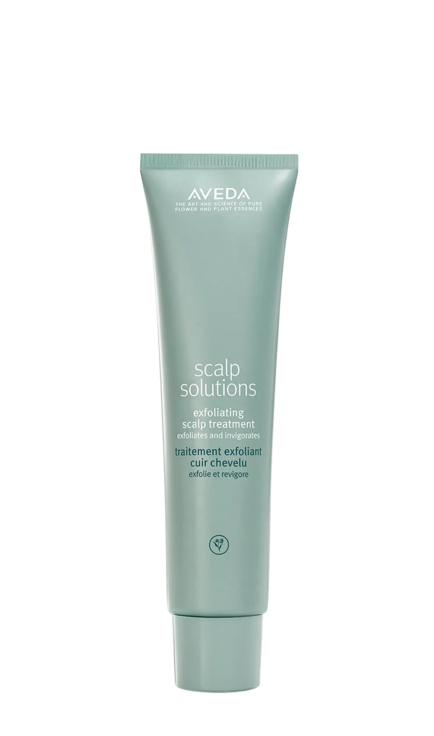 AVEDA
THE ART AND SCIENCE OF PURE
FLOWER AND PLANT ESSENCES
scalp
solutions
exfoliating
scalp treatment
exfoliates and invigorates
traitement exfoliant
cuir chevelu
exfolie et revigore